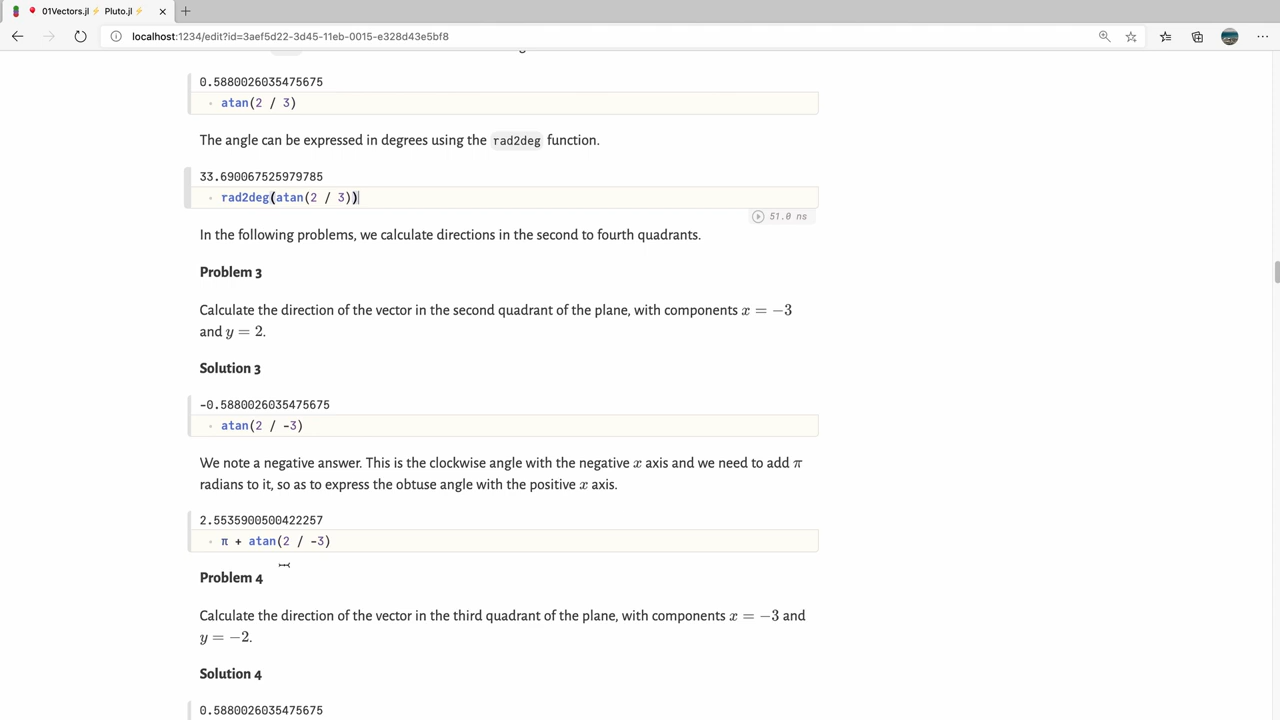 01Vectors.jl⚡ Pluto.jl⚡
localhost:1234/edit?id=3aef5d22-3d45-11eb-0015-e328d43e5bf8
0.5880026035475675
atan(2 / 3)
The angle can be expressed in degrees using the rad2deg function.
33.690067525979785
rad2deg(atan(2 / 3))
51.0 ns
In the following problems, we calculate directions in the second to fourth quadrants.
Problem 3
Calculate the direction of the vector in the second quadrant of the plane, with components x = −3
and y = 2.
Solution 3
-0.5880026035475675
atan(2 / -3)
We note a negative answer. This is the clockwise angle with the negative x axis and we need to add π
radians to it, so as to express the obtuse angle with the positive x axis.
2.5535900500422257
π + atan(2 / -3)
Problem 4
Calculate the direction of the vector in the third quadrant of the plane, with components x = −3 and
y = −2.
Solution 4
0.5880026035475675